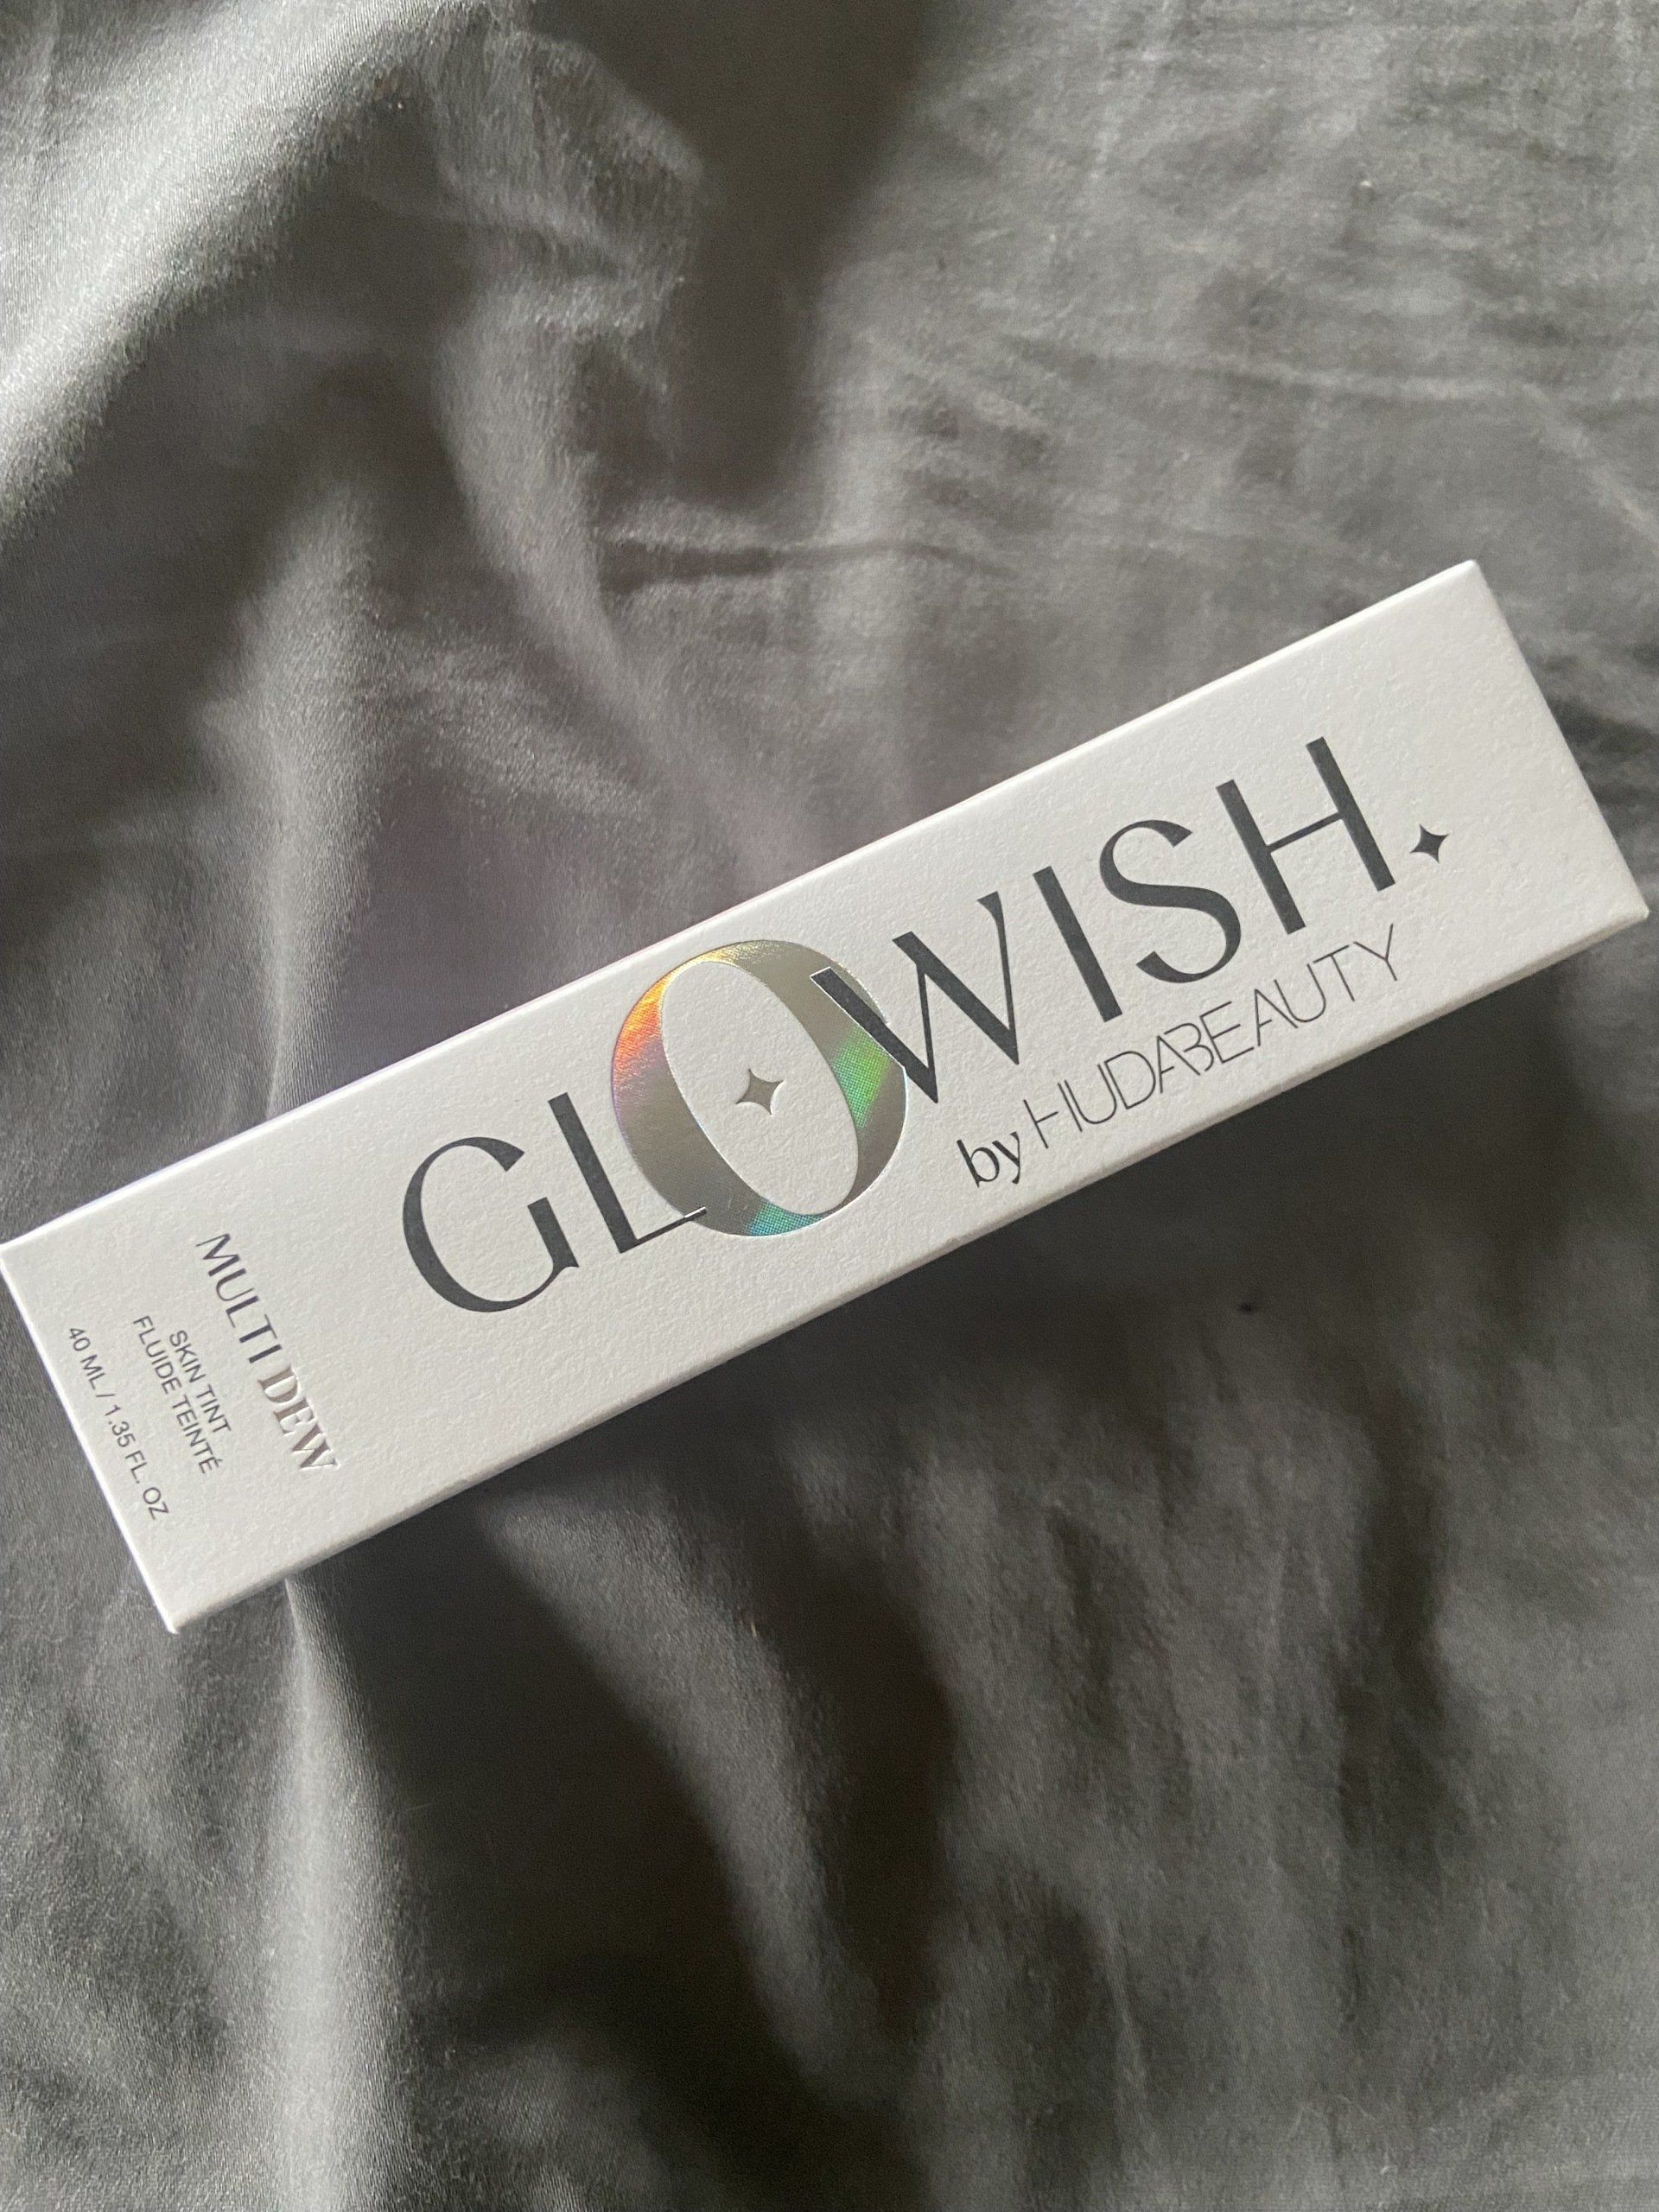 GLOWISH.
by HUDABEAUTY
MULTI DEW
SKIN TINT
FLUIDE TEINTÉ
40 ML / 1.35 FL. OZ